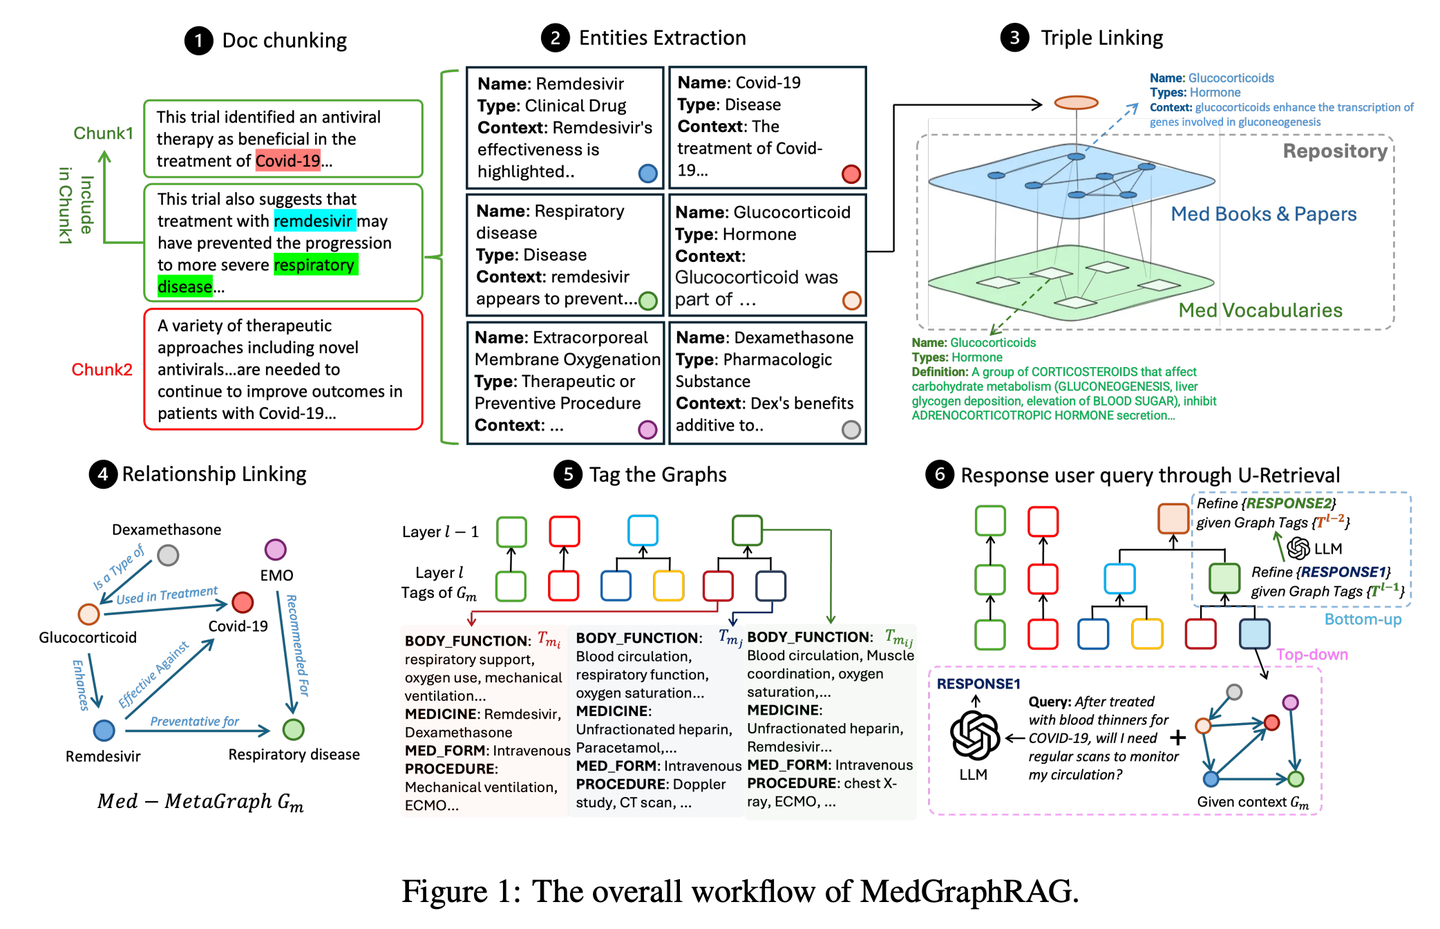 1 Doc chunking
Chunk1
This trial identified an antiviral
therapy as beneficial in the
treatment of Covid-19...
Include
in Chunk1
This trial also suggests that
treatment with remdesivir may
have prevented the progression
to more severe respiratory
disease...
Chunk2
A variety of therapeutic
approaches including novel
antivirals...are needed to
continue to improve outcomes in
patients with Covid-19...
2 Entities Extraction
Name: Remdesivir
Type: Clinical Drug
Context: Remdesivir's
effectiveness is
highlighted..
Name: Covid-19
Type: Disease
Context: The
treatment of Covid-
19...
Name: Respiratory
disease
Type: Disease
Context: remdesivir
appears to prevent...
Name: Glucocorticoid
Type: Hormone
Context:
Glucocorticoid was
part of ...
Name: Extracorporeal
Membrane Oxygenation
Type: Therapeutic or
Preventive Procedure
Context: ...
Name: Dexamethasone
Type: Pharmacologic
Substance
Context: Dex's benefits
additive to..
3 Triple Linking
Name: Glucocorticoids
Types: Hormone
Context: glucocorticoids enhance the transcription of
genes involved in gluconeogenesis
Repository
Med Books & Papers
Med Vocabularies
Name: Glucocorticoids
Types: Hormone
Definition: A group of CORTICOSTEROIDS that affect
carbohydrate metabolism (GLUCONEOGENESIS, liver
glycogen deposition, elevation of BLOOD SUGAR), inhibit
ADRENOCORTICOTROPIC HORMONE secretion...
4 Relationship Linking
Dexamethasone
EMO
Is a Type of
Used in Treatment
Covid-19
Glucocorticoid
Enhances
Effective Against
Recommended For
Preventative for
Remdesivir
Respiratory disease
Med − MetaGraph Gₘ
5 Tag the Graphs
Layer l − 1
Layer l
Tags of Gₘ
BODY_FUNCTION: T_mᵢ
respiratory support,
oxygen use, mechanical
ventilation...
MEDICINE: Remdesivir,
Dexamethasone
MED_FORM: Intravenous
PROCEDURE:
Mechanical ventilation,
ECMO...
BODY_FUNCTION: T_mⱼ
Blood circulation,
respiratory function,
oxygen saturation...
MEDICINE:
Unfractionated heparin,
Paracetamol,...
MED_FORM: Intravenous
PROCEDURE: Doppler
study, CT scan, ...
BODY_FUNCTION: T_mᵢⱼ
Blood circulation, Muscle
coordination, oxygen
saturation,...
MEDICINE:
Unfractionated heparin,
Remdesivir...
MED_FORM: Intravenous
PROCEDURE: chest X-
ray, ECMO, ...
6 Response user query through U-Retrieval
Refine {RESPONSE2}
given Graph Tags {Tˡ⁻²}
LLM
Refine {RESPONSE1}
given Graph Tags {Tˡ⁻¹}
Bottom-up
Top-down
RESPONSE1
LLM
Query: After treated
with blood thinners for
COVID-19, will I need
regular scans to monitor
my circulation?
+
Given context Gₘ
Figure 1: The overall workflow of MedGraphRAG.